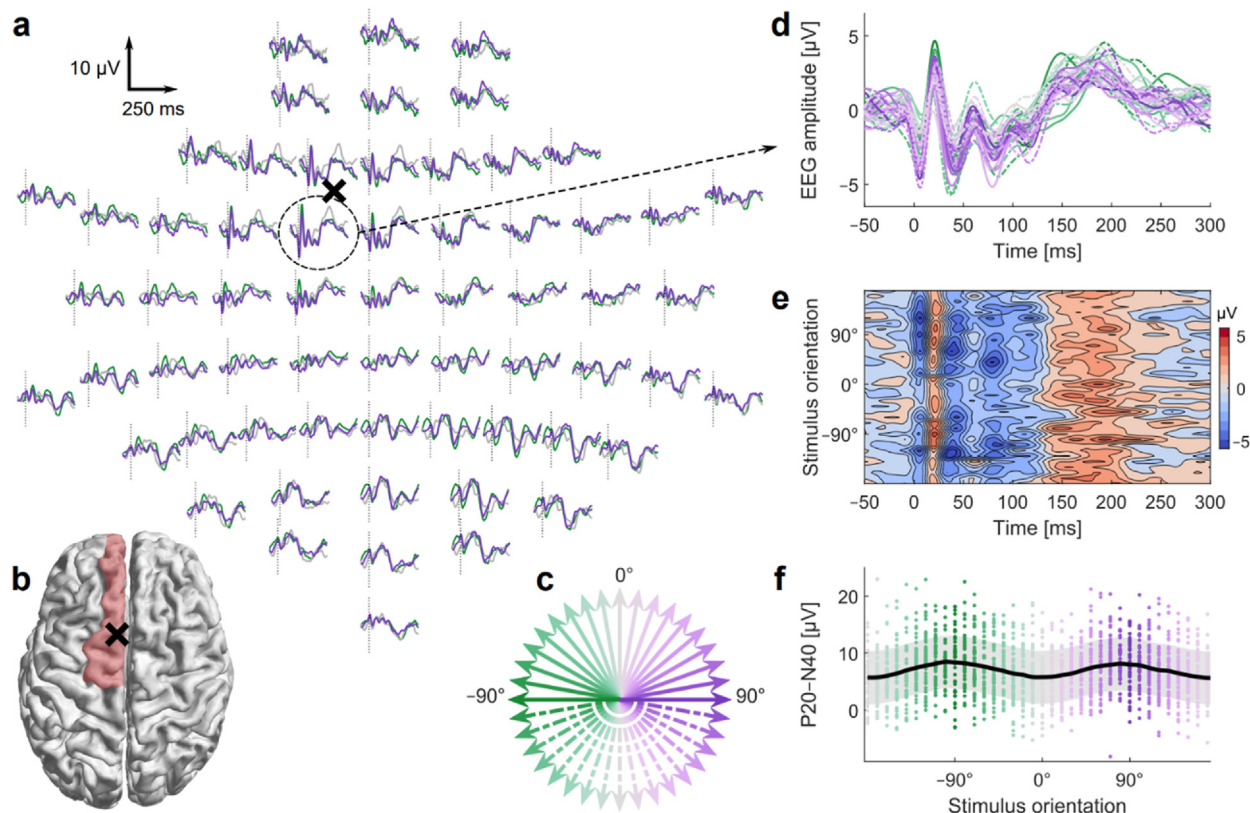 a
10 µV
250 ms
b
c
0°
−90°
90°
d
EEG amplitude [µV]
5
0
−5
−50 0 50 100 150 200 250 300
Time [ms]
e
Stimulus orientation
90°
0°
−90°
µV
5
0
−5
−50 0 50 100 150 200 250 300
Time [ms]
f
P20−N40 [µV]
20
10
0
−90° 0° 90°
Stimulus orientation